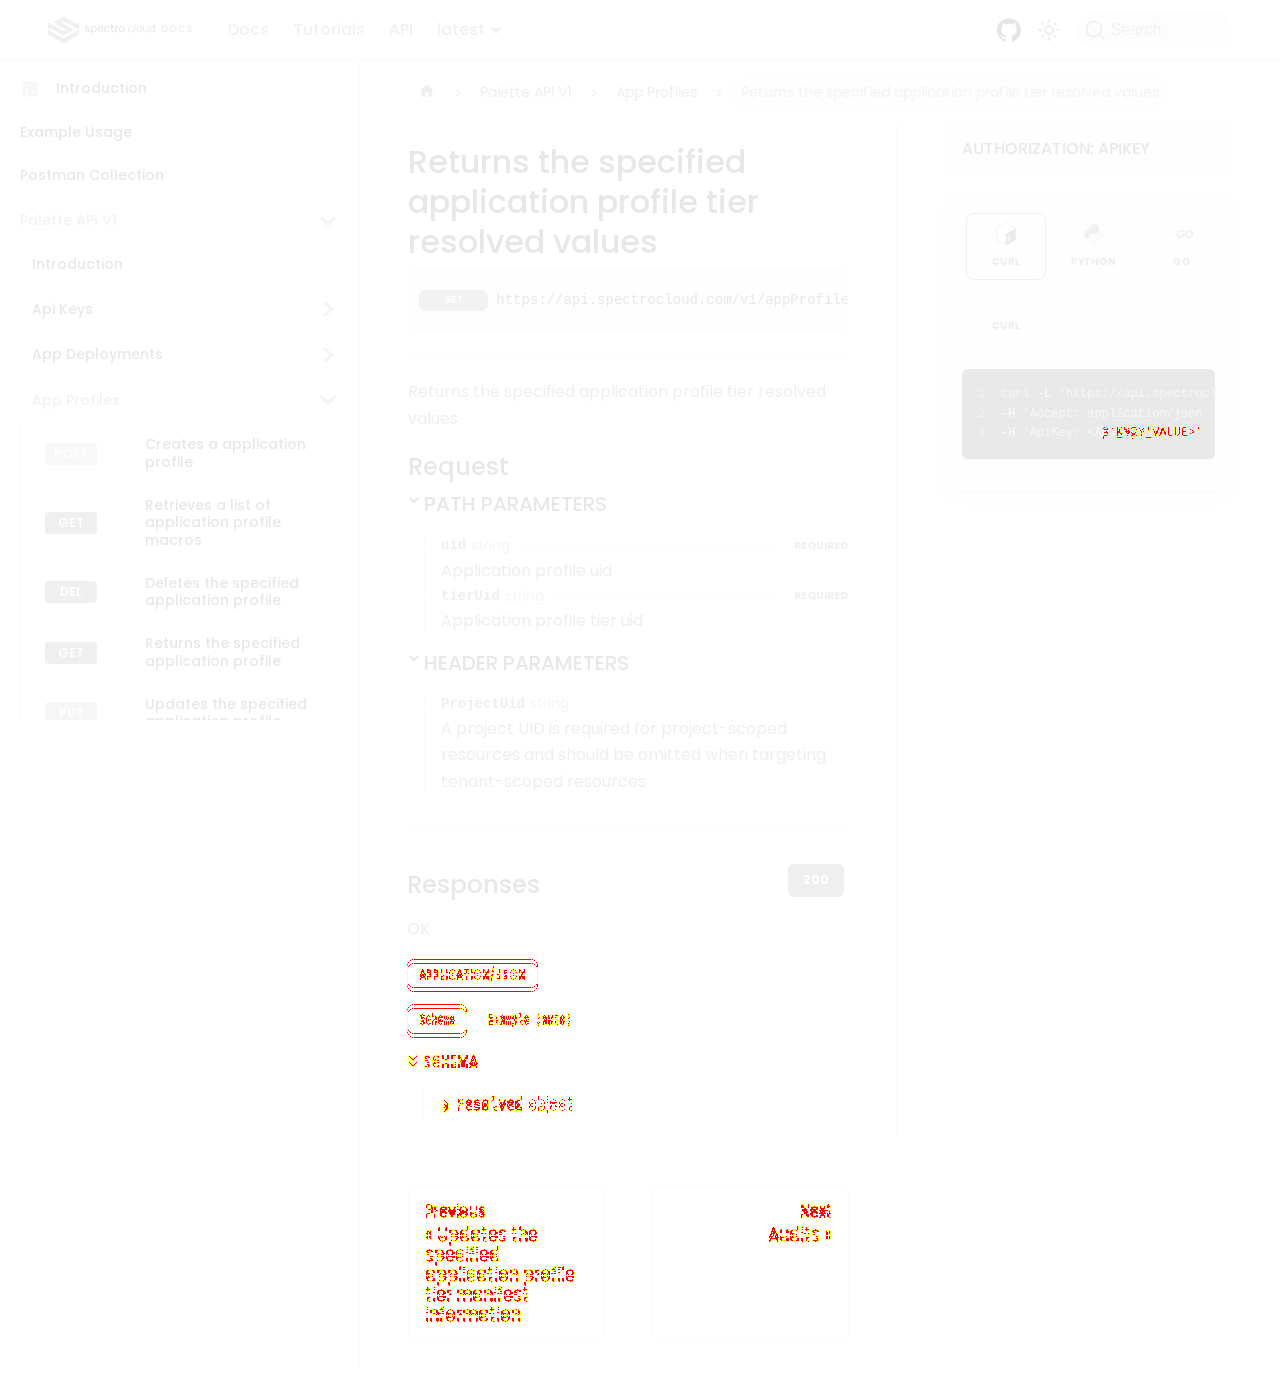 spectro cloud DOCS
Docs
Tutorials
API
latest
Search
Introduction
Example Usage
Postman Collection
Palette API V1
Introduction
Api Keys
App Deployments
App Profiles
POST Creates a application
profile
GET Retrieves a list of
application profile
macros
DEL Deletes the specified
application profile
GET Returns the specified
application profile
PUT Updates the specified
application profile
Palette API V1 › App Profiles › Returns the specified application profile tier resolved values
Returns the specified
application profile tier
resolved values
GET https://api.spectrocloud.com/v1/appProfile
Returns the specified application profile tier resolved
values
Request
PATH PARAMETERS
uid string REQUIRED
Application profile uid
tierUid string REQUIRED
Application profile tier uid
HEADER PARAMETERS
ProjectUid string
A project UID is required for project-scoped
resources and should be omitted when targeting
tenant-scoped resources
Responses
200
OK
APPLICATION/JSON
Schema
Example (auto)
SCHEMA
resolved object
Previous
« Updates the
specified
application profile
tier manifest
information
Next
Audits »
AUTHORIZATION: APIKEY
CURL
PYTHON
GO
GO
CURL
1 curl -L 'https://api.spectrocl
2 -H 'Accept: application/json'
3 -H 'ApiKey: VALUE>'